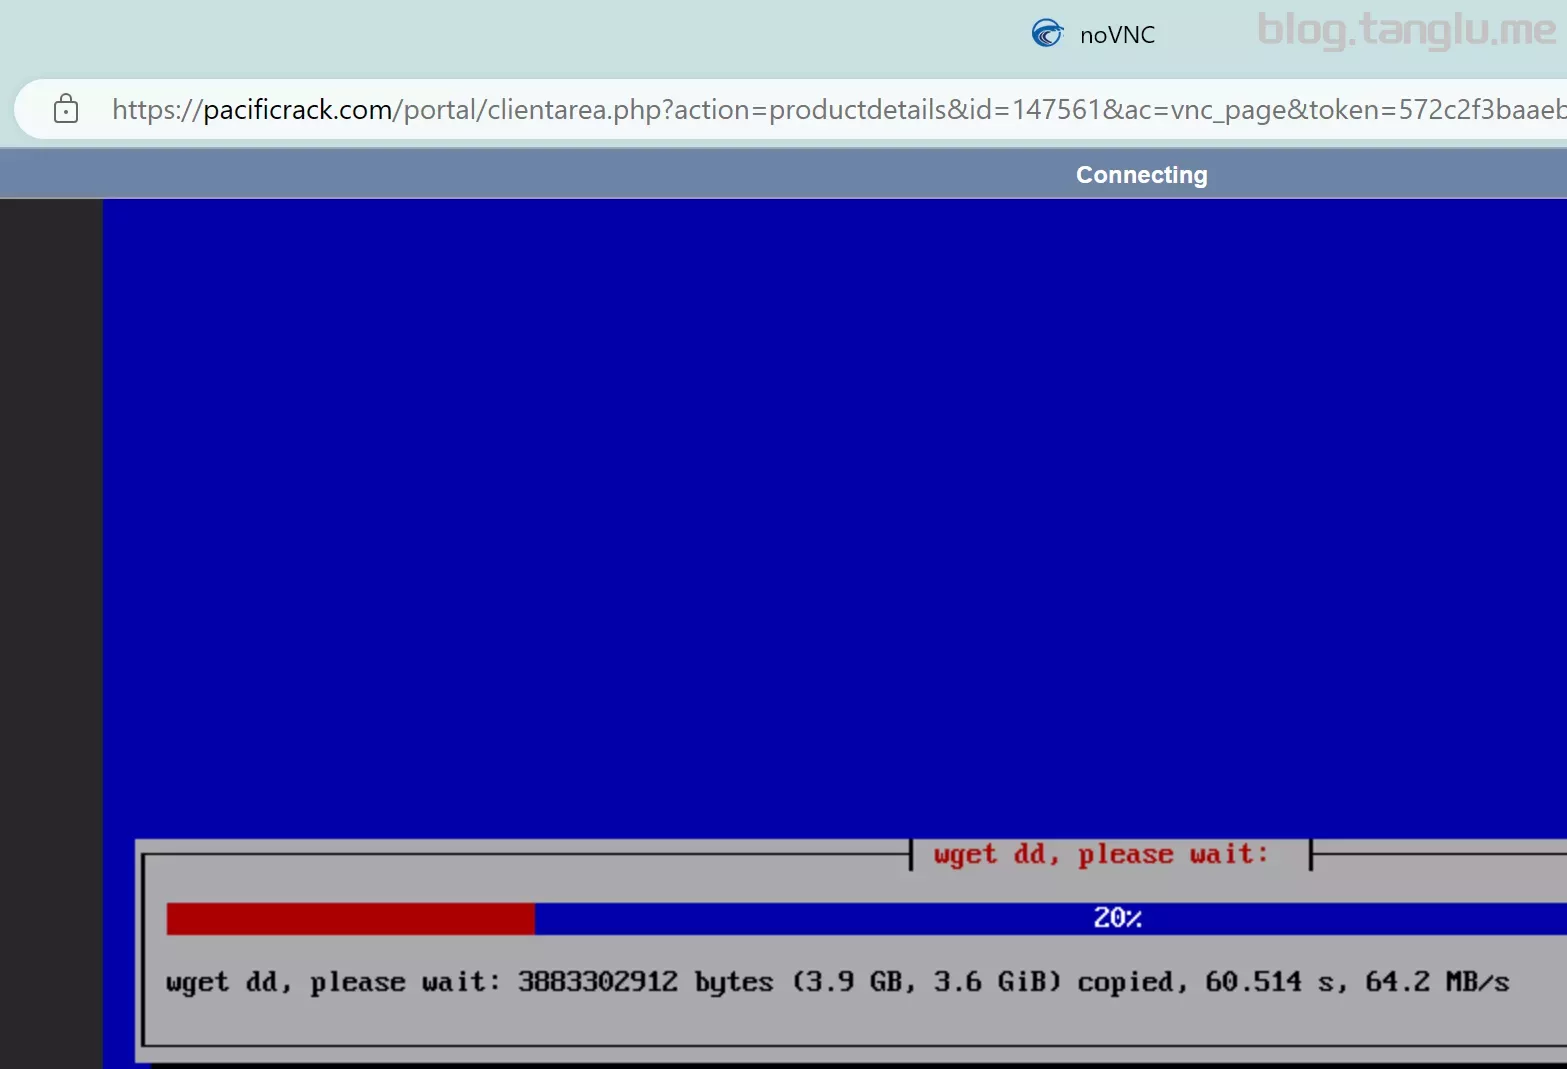 noVNC
blog.tanglu.me
https://pacificrack.com/portal/clientarea.php?action=productdetails&id=147561&ac=vnc_page&token=572c2f3baaeb
Connecting
wget dd, please wait:
20%
wget dd, please wait: 3883302912 bytes (3.9 GB, 3.6 GiB) copied, 60.514 s, 64.2 MB/s